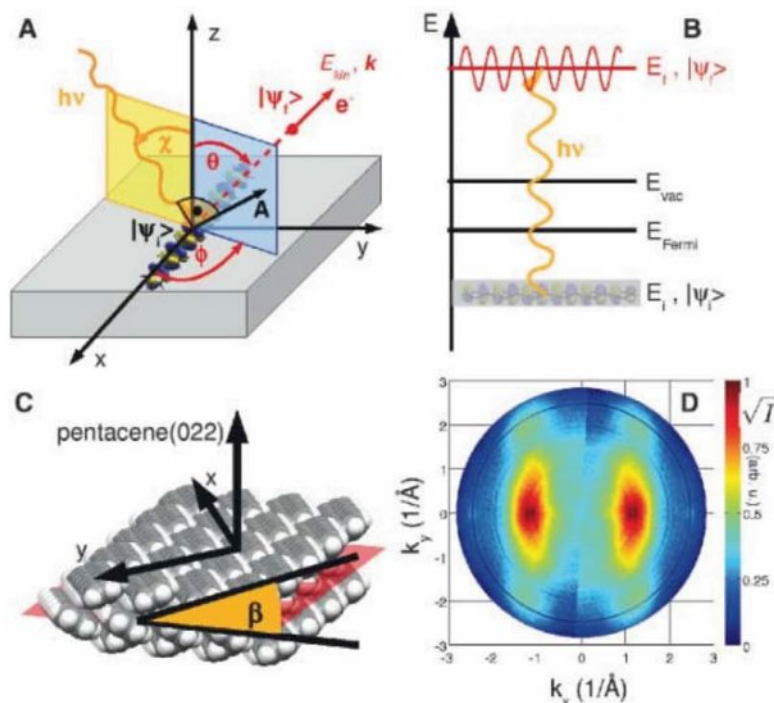 A
z
E_kin, k
|ψ_f>
e⁻
hν
χ
θ
A
|ψ_i>
ϕ
y
x
E
B
E_f , |ψ_f>
hν
E_vac
E_Fermi
E_i , |ψ_i>
C
pentacene(022)
x
y
β
D
3
2
1
0
-1
-2
-3
k_y (1/Å)
-3 -2 -1 0 1 2 3
k_x (1/Å)
1
√I
0.75
(arb. u.)
0.5
0.25
0